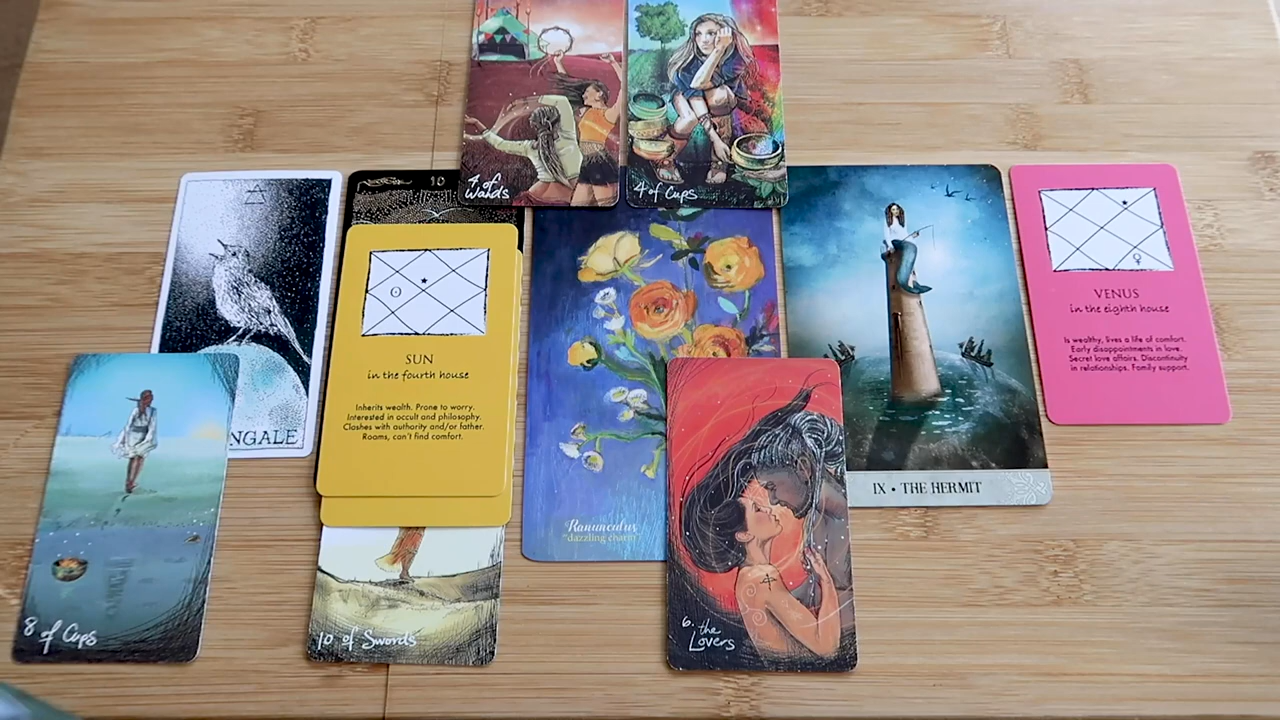 4 of
Wands
4 of Cups
10
NGALE
SUN
in the fourth house
Inherits wealth. Prone to worry.
Interested in occult and philosophy.
Clashes with authority and/or father.
Roams, can't find comfort.
VENUS
in the eighth house
Is wealthy, lives a life of comfort.
Early disappointments in love.
Secret love affairs. Discontinuity
in relationships. Family support.
IX • THE HERMIT
Ranunculus
"dazzling charm"
8 of Cups
10 of Swords
6. the
Lovers